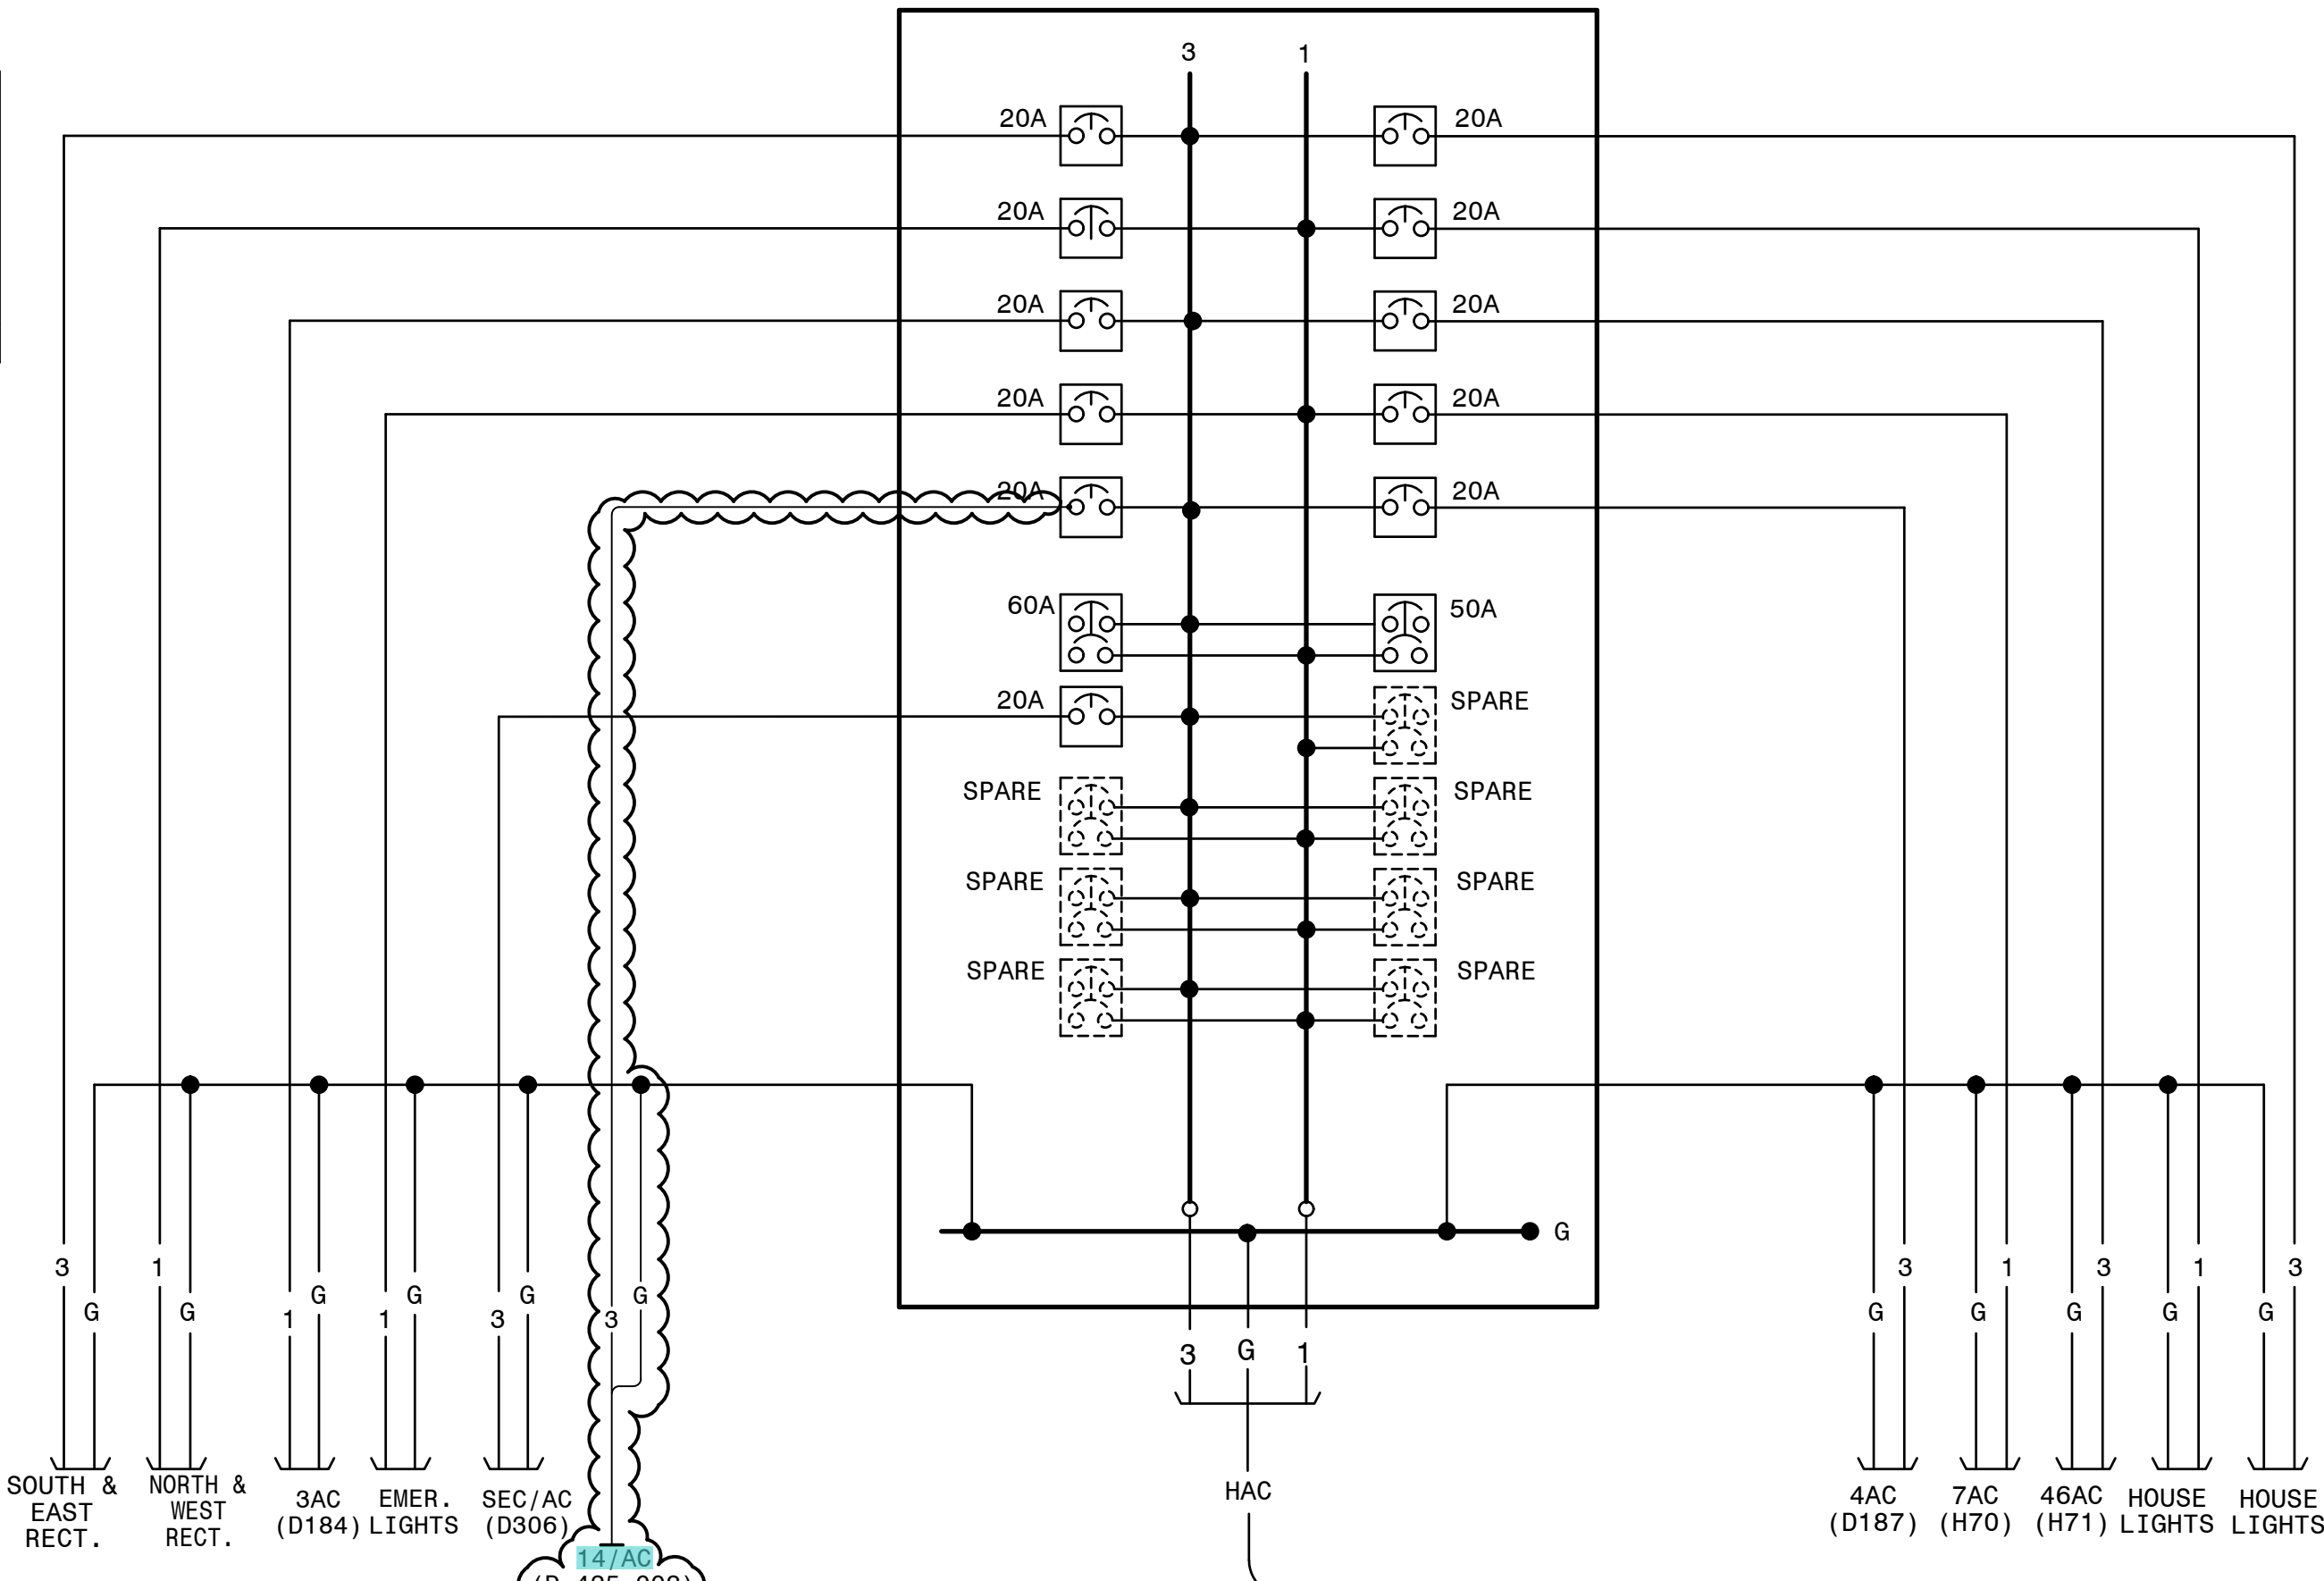 3 1
20A 20A
20A 20A
20A 20A
20A 20A
20A 20A
60A 50A
20A SPARE
SPARE SPARE
SPARE SPARE
SPARE SPARE
G
3 G 1 G 1 G 1 G 3 G 3 G
3 G 1
G 3 G 1 G 3 G 1 G 3
HAC
SOUTH &
EAST
RECT.
NORTH &
WEST
RECT.
3AC
(D184)
EMER.
LIGHTS
SEC/AC
(D306)
14/AC
4AC
(D187)
7AC
(H70)
46AC
(H71)
HOUSE
LIGHTS
HOUSE
LIGHTS